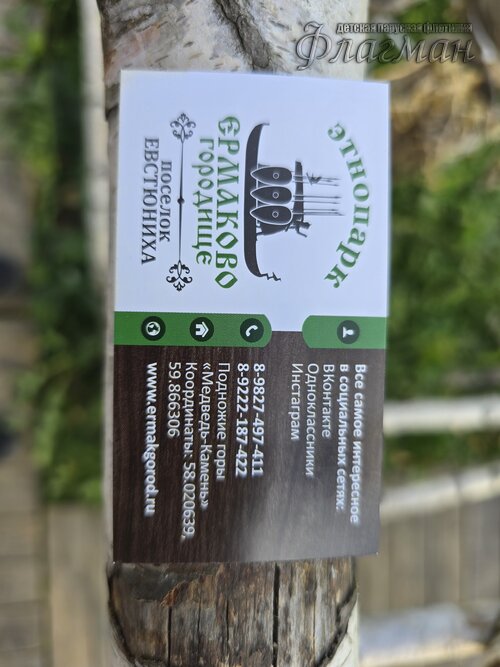 детская парусная флотилия
Флагман
Этнопарк
ЕРМАКОВО
ГОРОДИЩЕ
ПОСЕЛОК
ЕВСТЮНИХА
Все самое интересное
в социальных сетях:
ВКонтакте
Одноклассники
Инстаграм
8-9827-497-411
8-9222-187-422
Подножие горы
«Медведь-Камень»
Координаты: 58.020639,
59.866306
www.ermakgorod.ru